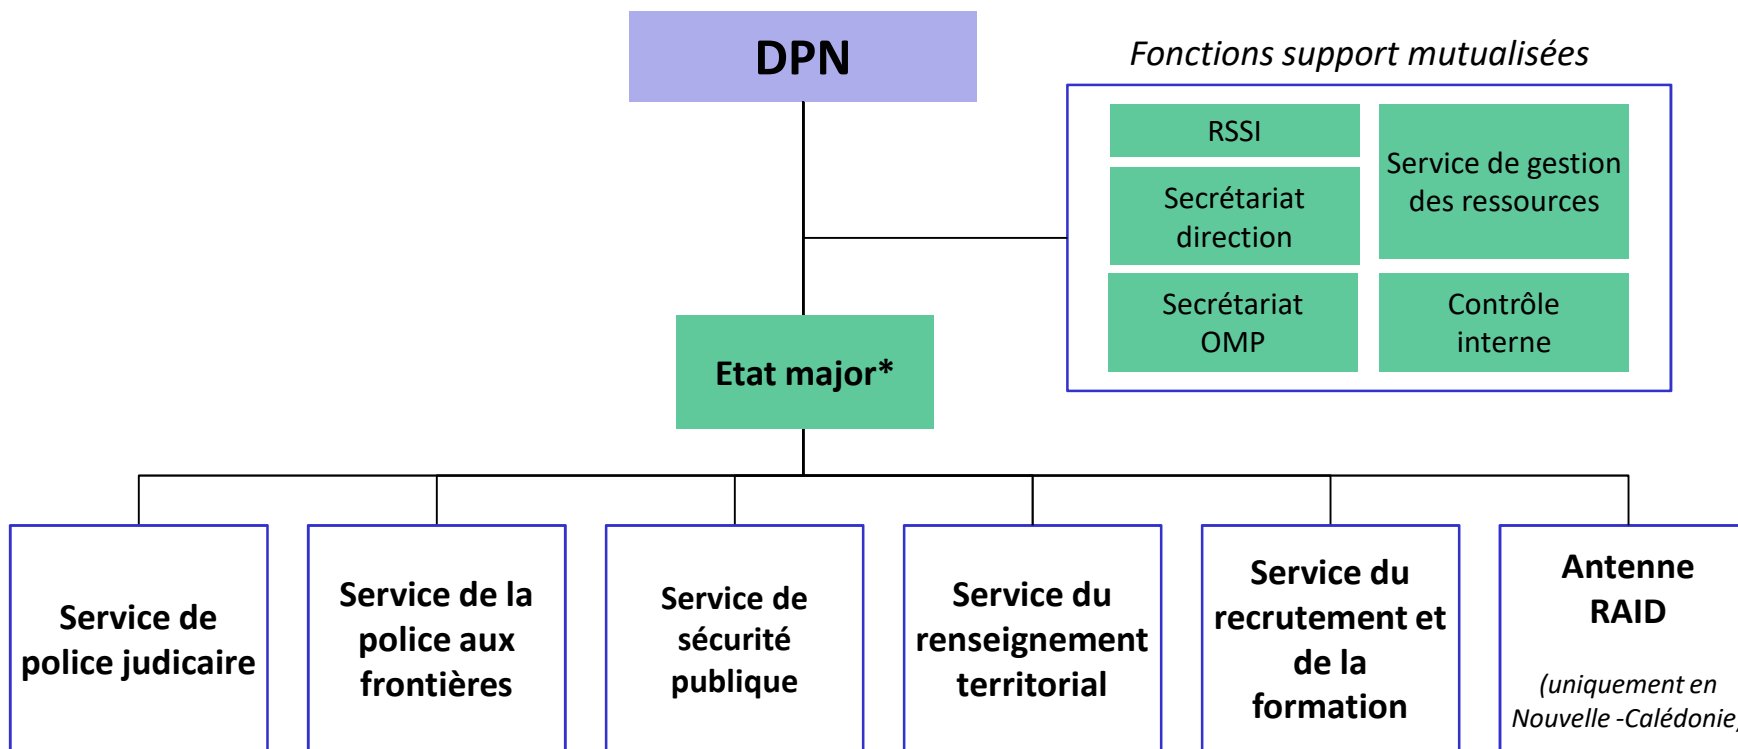 DPN
Fonctions support mutualisées
RSSI
Secrétariat
direction
Secrétariat
OMP
Service de gestion
des ressources
Contrôle
interne
Etat major*
Service de
police judicaire
Service de la
police aux
frontières
Service de
sécurité
publique
Service du
renseignement
territorial
Service du
recrutement et
de la
formation
Antenne
RAID
(uniquement en
Nouvelle -Calédonie)